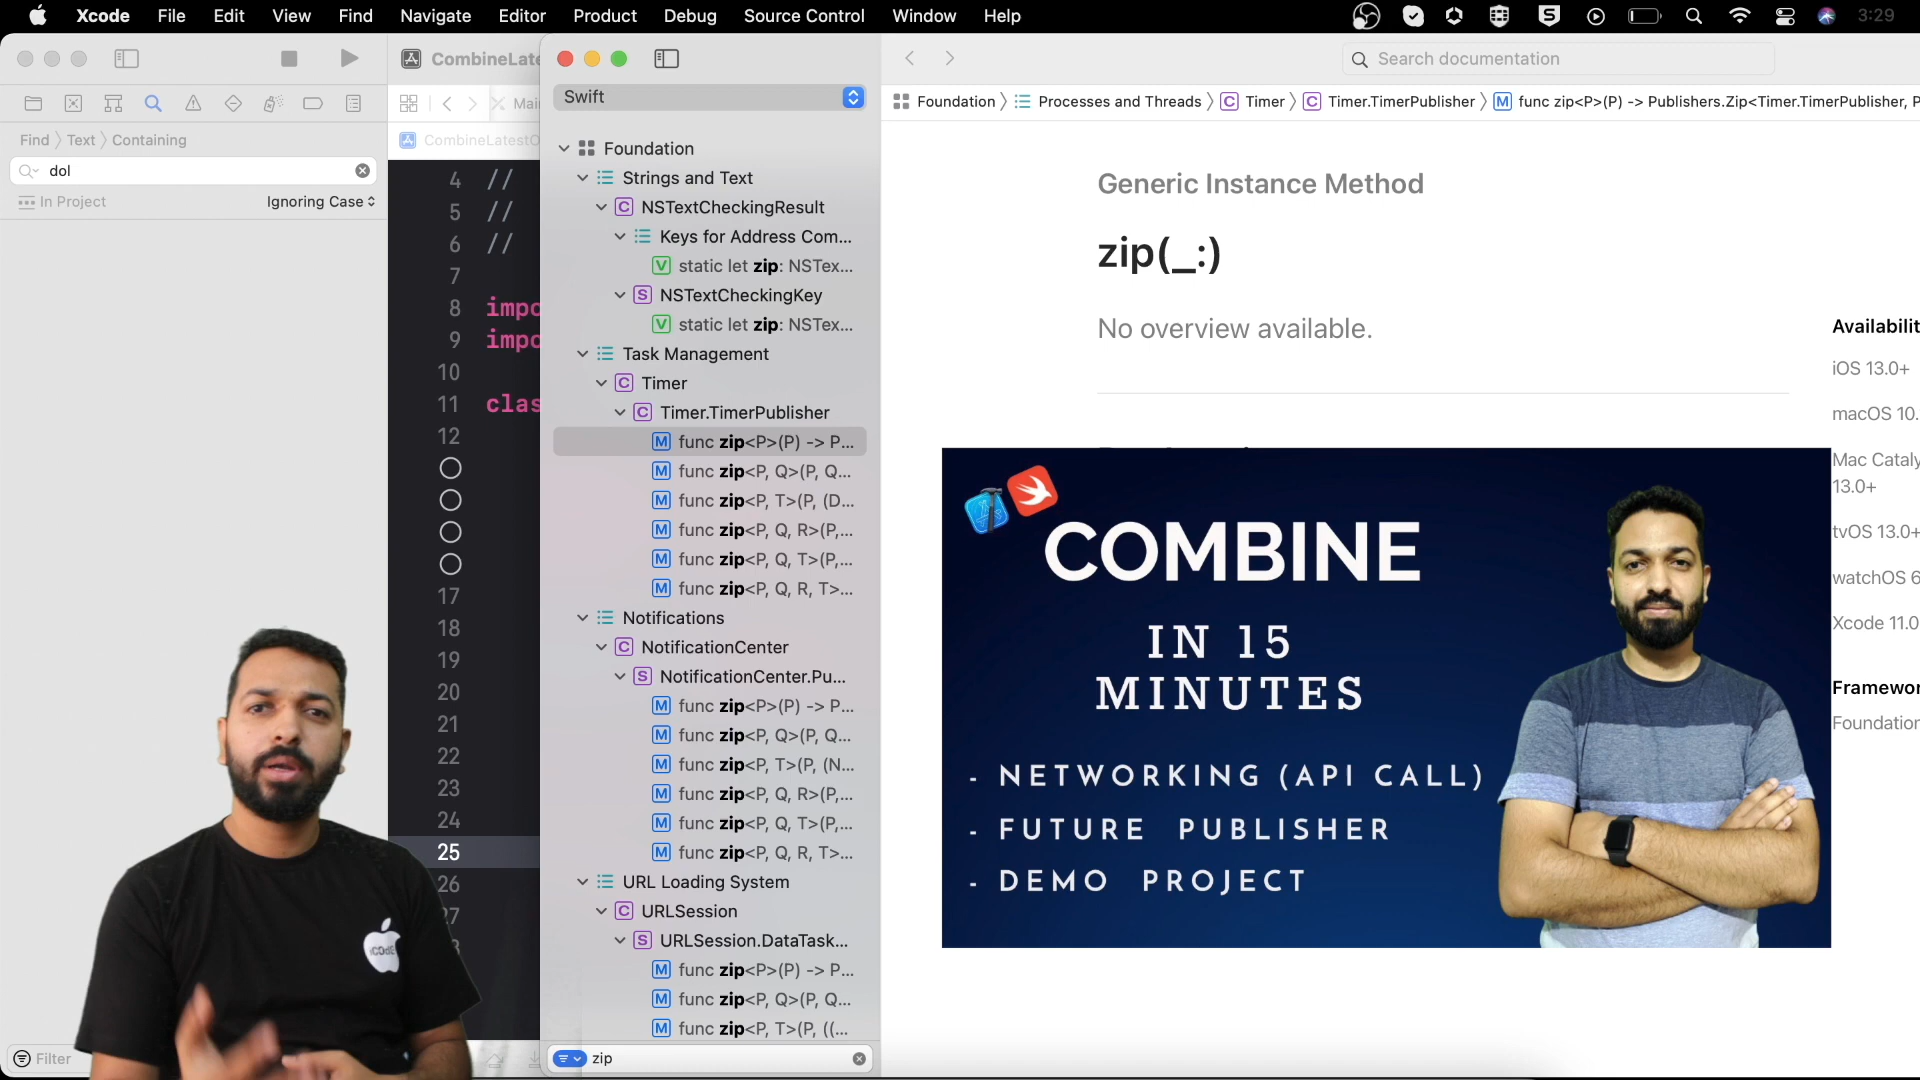 Xcode File Edit View Find Navigate Editor Product Debug Source Control Window Help 3:29
CombineLate
Swift
Search documentation
Mai
Foundation Processes and Threads Timer Timer.TimerPublisher func zip<P>(P) -> Publishers.Zip<Timer.TimerPublisher, P
Find Text Containing
CombineLatestO
dol
In Project Ignoring Case
4 //
5 //
6 //
7
8 impo
9 impo
10
11 clas
12
17
18
19
20
21
22
23
24
25
26
27
Filter
Foundation
Strings and Text
NSTextCheckingResult
Keys for Address Com...
static let zip: NSTex...
NSTextCheckingKey
static let zip: NSTex...
Task Management
Timer
Timer.TimerPublisher
func zip<P>(P) -> P...
func zip<P, Q>(P, Q...
func zip<P, T>(P, (D...
func zip<P, Q, R>(P,...
func zip<P, Q, T>(P,...
func zip<P, Q, R, T>...
Notifications
NotificationCenter
NotificationCenter.Pu...
func zip<P>(P) -> P...
func zip<P, Q>(P, Q...
func zip<P, T>(P, (N...
func zip<P, Q, R>(P,...
func zip<P, Q, T>(P,...
func zip<P, Q, R, T>...
URL Loading System
URLSession
URLSession.DataTask...
func zip<P>(P) -> P...
func zip<P, Q>(P, Q...
func zip<P, T>(P, ((...
zip
Generic Instance Method
zip(_:)
No overview available.
Availabilit
iOS 13.0+
macOS 10.
Mac Cataly
13.0+
tvOS 13.0+
watchOS 6
Xcode 11.0
Framewor
Foundation
COMBINE
IN 15
MINUTES
- NETWORKING (API CALL)
- FUTURE PUBLISHER
- DEMO PROJECT
iCODE